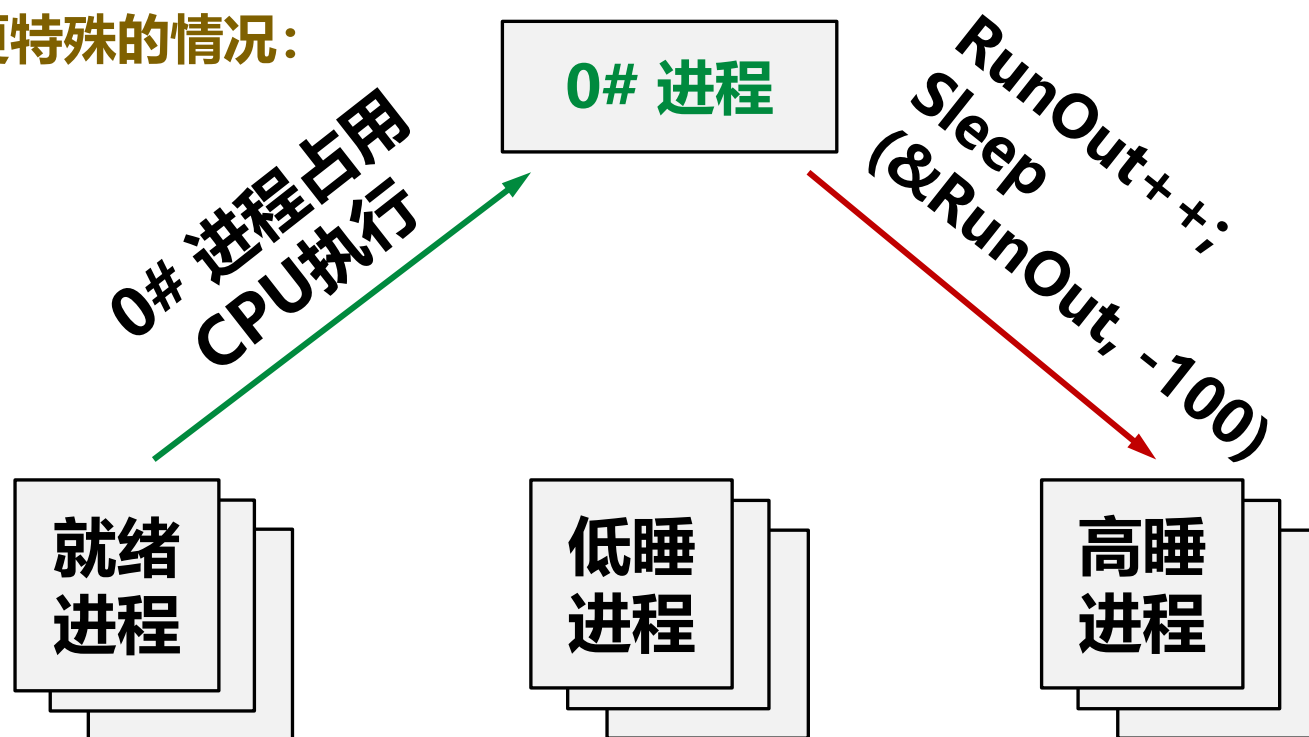 特殊的情况：
0# 进程
0# 进程占用
CPU执行
RunOut++;
Sleep
(&RunOut, -100)
就绪
进程
低睡
进程
高睡
进程